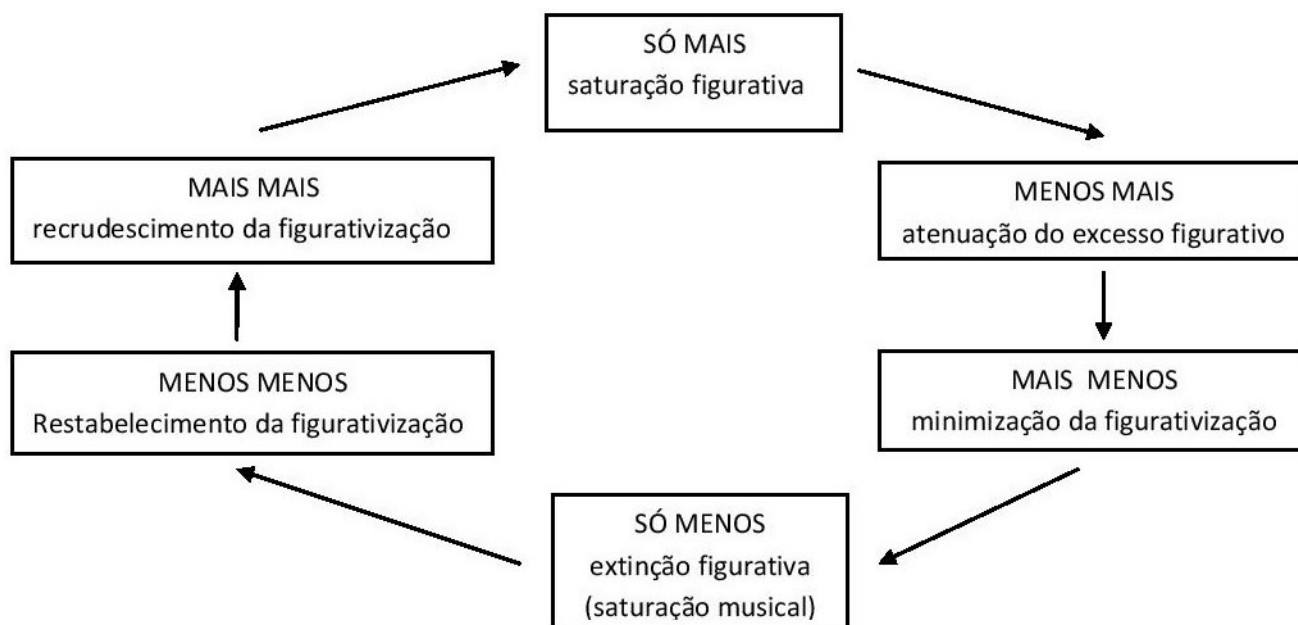 SÓ MAIS
saturação figurativa
MAIS MAIS
recrudescimento da figurativização
MENOS MAIS
atenuação do excesso figurativo
MENOS MENOS
Restabelecimento da figurativização
MAIS MENOS
minimização da figurativização
SÓ MENOS
extinção figurativa
(saturação musical)